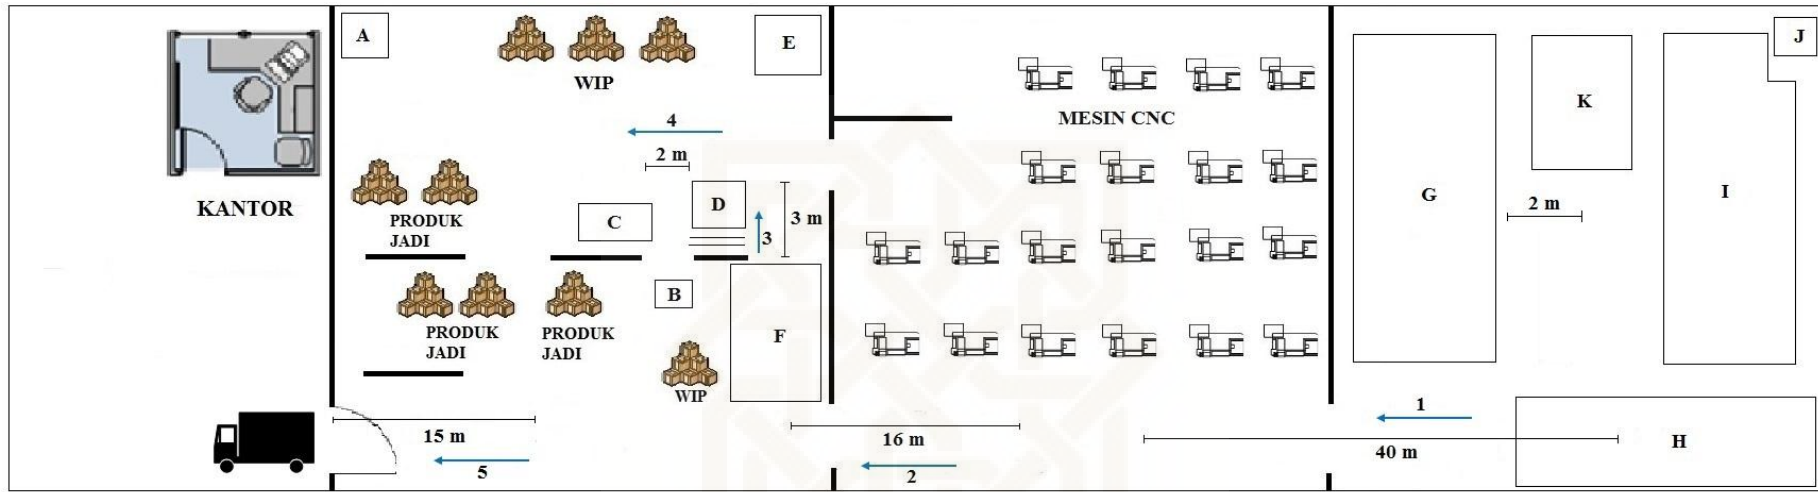 KANTOR
A
WIP
E
4
2 m
PRODUK
JADI
C
D
3
3 m
B
PRODUK
JADI
PRODUK
JADI
WIP
F
15 m
5
MESIN CNC
16 m
2
G
K
I
J
2 m
1
40 m
H